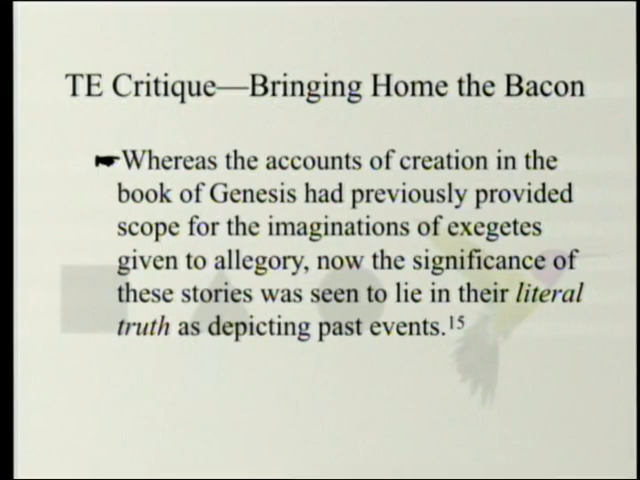 TE Critique—Bringing Home the Bacon
Whereas the accounts of creation in the
book of Genesis had previously provided
scope for the imaginations of exegetes
given to allegory, now the significance of
these stories was seen to lie in their literal
truth as depicting past events.15